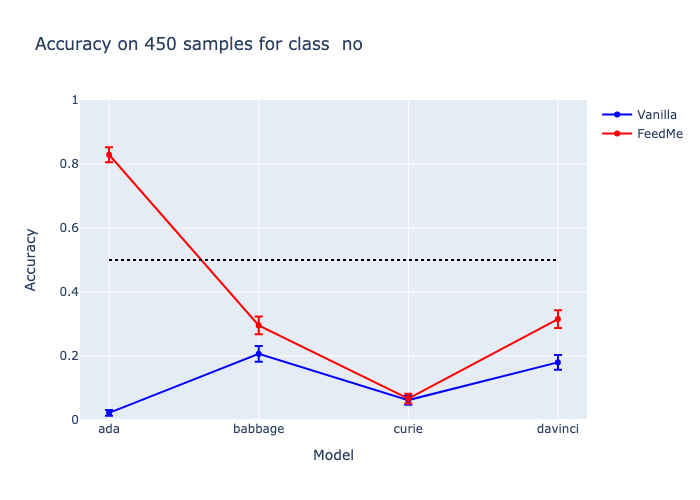 Accuracy on 450 samples for class  no
Vanilla
FeedMe
1
0.8
0.6
0.4
0.2
0
Accuracy
ada
babbage
curie
davinci
Model